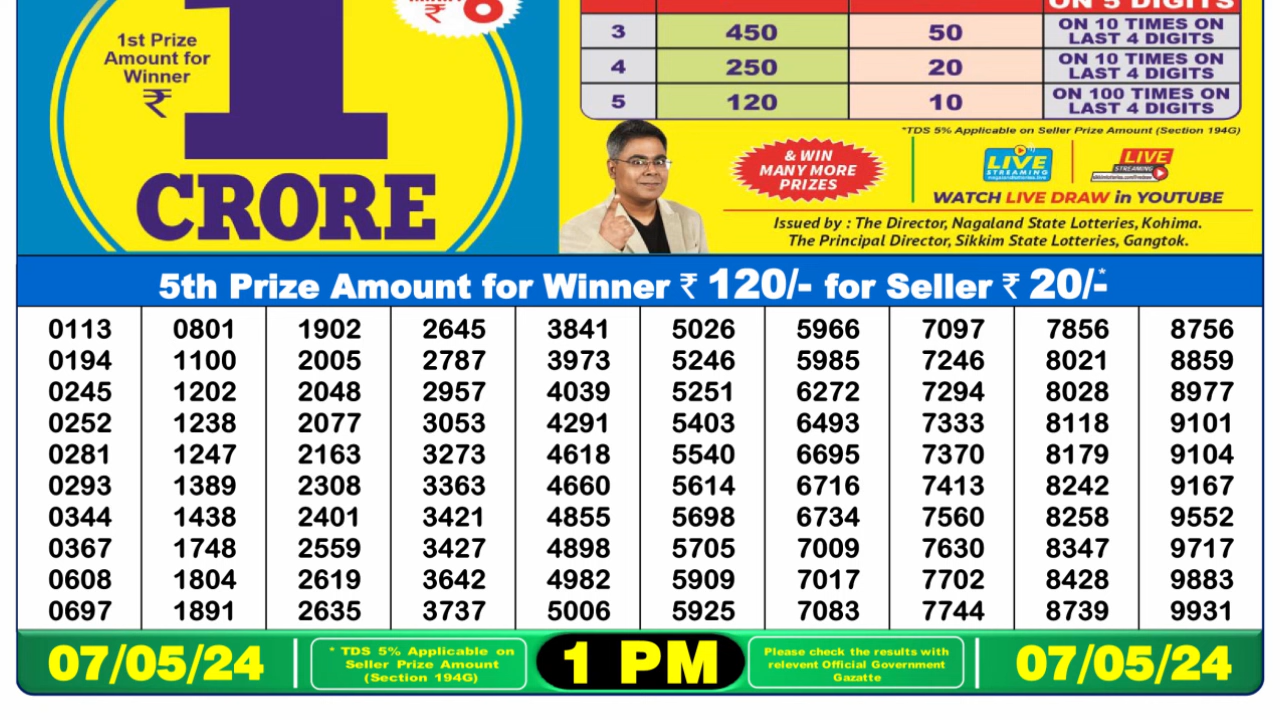 ₹ 6
1st Prize
Amount for
Winner
₹
1
CRORE
ON 5 DIGITS
3 450 50 ON 10 TIMES ON LAST 4 DIGITS
4 250 20 ON 10 TIMES ON LAST 4 DIGITS
5 120 10 ON 100 TIMES ON LAST 4 DIGITS
*TDS 5% Applicable on Seller Prize Amount (Section 194G)
& WIN
MANY MORE
PRIZES
LIVE
STREAMING
LIVE
STREAMING
WATCH LIVE DRAW in YOUTUBE
Issued by : The Director, Nagaland State Lotteries, Kohima.
The Principal Director, Sikkim State Lotteries, Gangtok.
5th Prize Amount for Winner ₹ 120/- for Seller ₹ 20/-*
0113 0801 1902 2645 3841 5026 5966 7097 7856 8756
0194 1100 2005 2787 3973 5246 5985 7246 8021 8859
0245 1202 2048 2957 4039 5251 6272 7294 8028 8977
0252 1238 2077 3053 4291 5403 6493 7333 8118 9101
0281 1247 2163 3273 4618 5540 6695 7370 8179 9104
0293 1389 2308 3363 4660 5614 6716 7413 8242 9167
0344 1438 2401 3421 4855 5698 6734 7560 8258 9552
0367 1748 2559 3427 4898 5705 7009 7630 8347 9717
0608 1804 2619 3642 4982 5909 7017 7702 8428 9883
0697 1891 2635 3737 5006 5925 7083 7744 8739 9931
07/05/24
* TDS 5% Applicable on
Seller Prize Amount
(Section 194G)
1 PM
Please check the results with
relevent Official Government
Gazatte
07/05/24